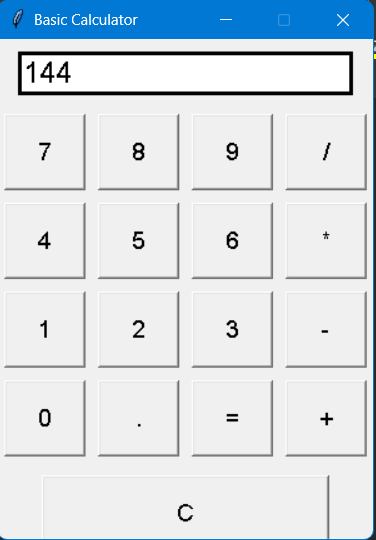 Basic Calculator
144
7 8 9 /
4 5 6 *
1 2 3 -
0 . = +
C